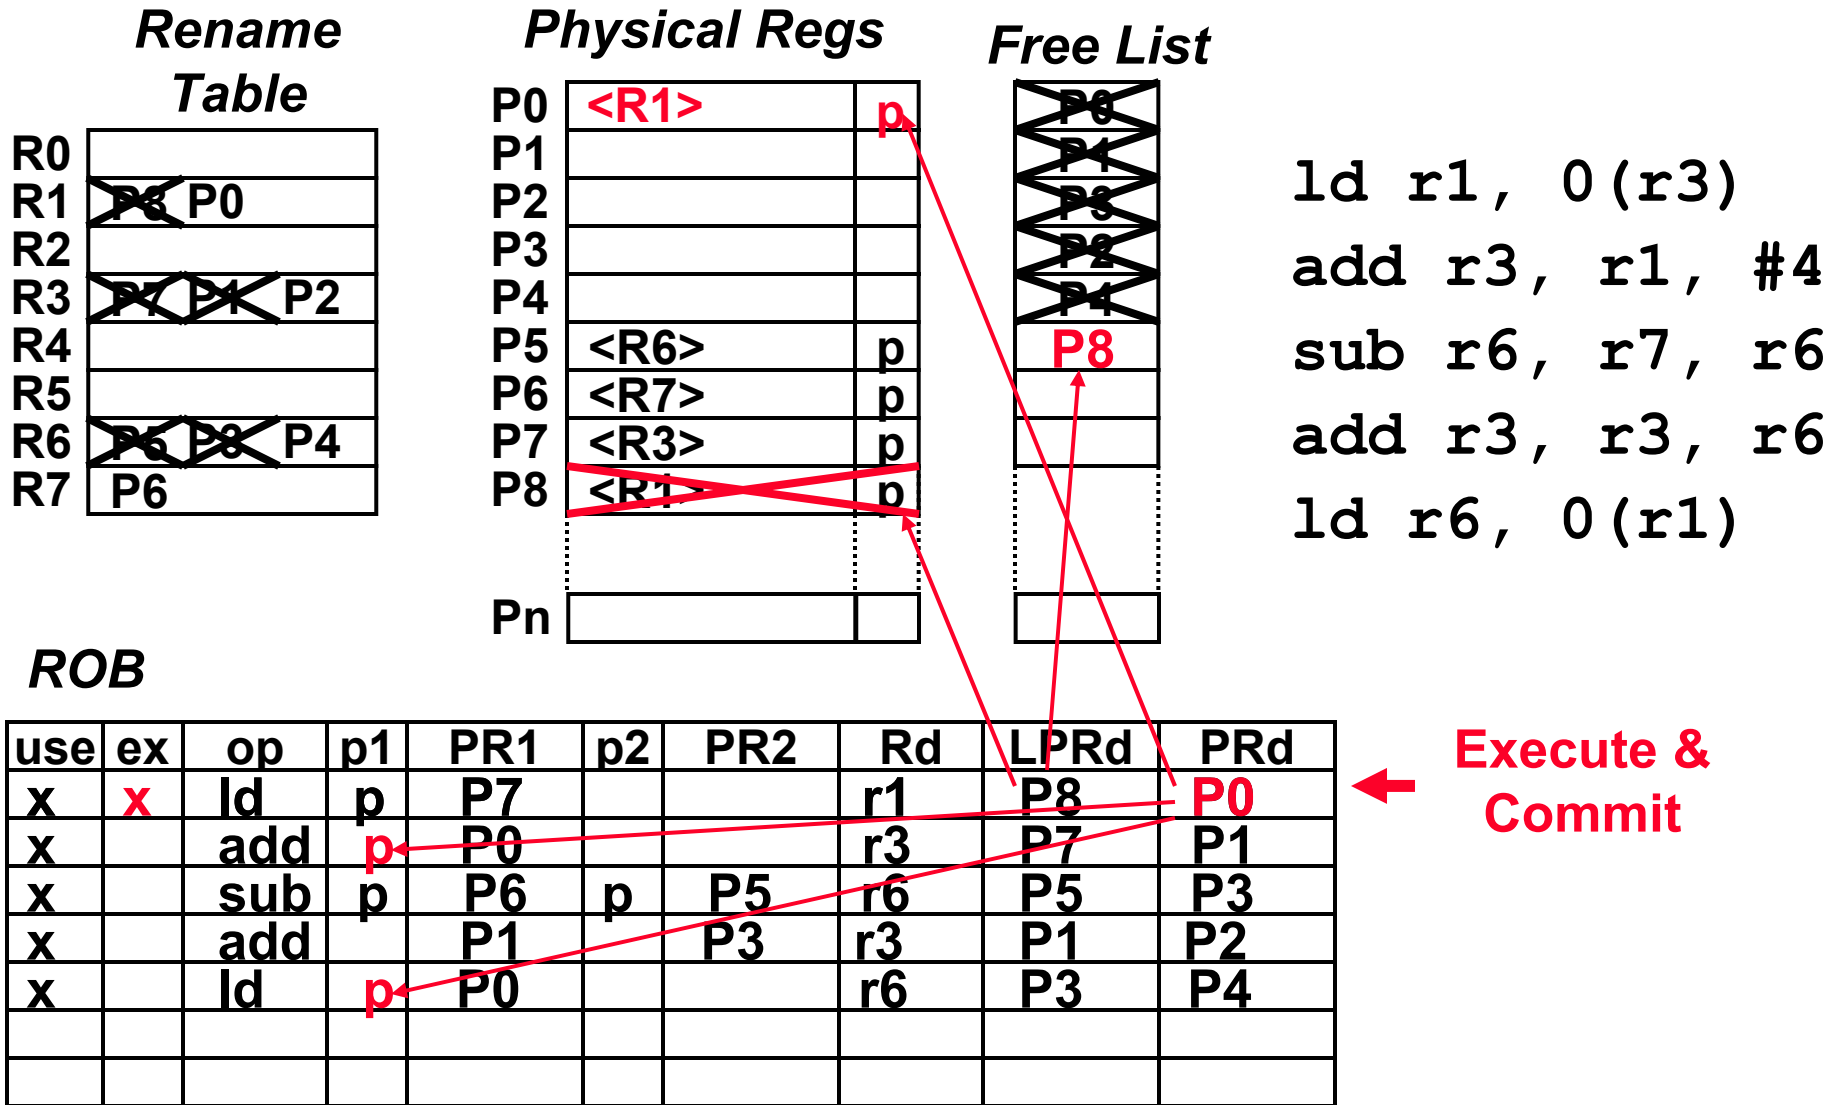 Rename
Table
R0
R1 P8 P0
R2
R3 P7 P1 P2
R4
R5
R6 P5 P3 P4
R7 P6
Physical Regs
P0 <R1> p
P1
P2
P3
P4
P5 <R6> p
P6 <R7> p
P7 <R3> p
P8 <R1> p
Pn
Free List
P0
P1
P3
P2
P4
P8
ld r1, 0(r3)
add r3, r1, #4
sub r6, r7, r6
add r3, r3, r6
ld r6, 0(r1)
ROB
use ex op p1 PR1 p2 PR2 Rd LPRd PRd
x x ld p P7 r1 P8 P0
x add p P0 r3 P7 P1
x sub p P6 p P5 r6 P5 P3
x add P1 P3 r3 P1 P2
x ld p P0 r6 P3 P4
Execute &
Commit